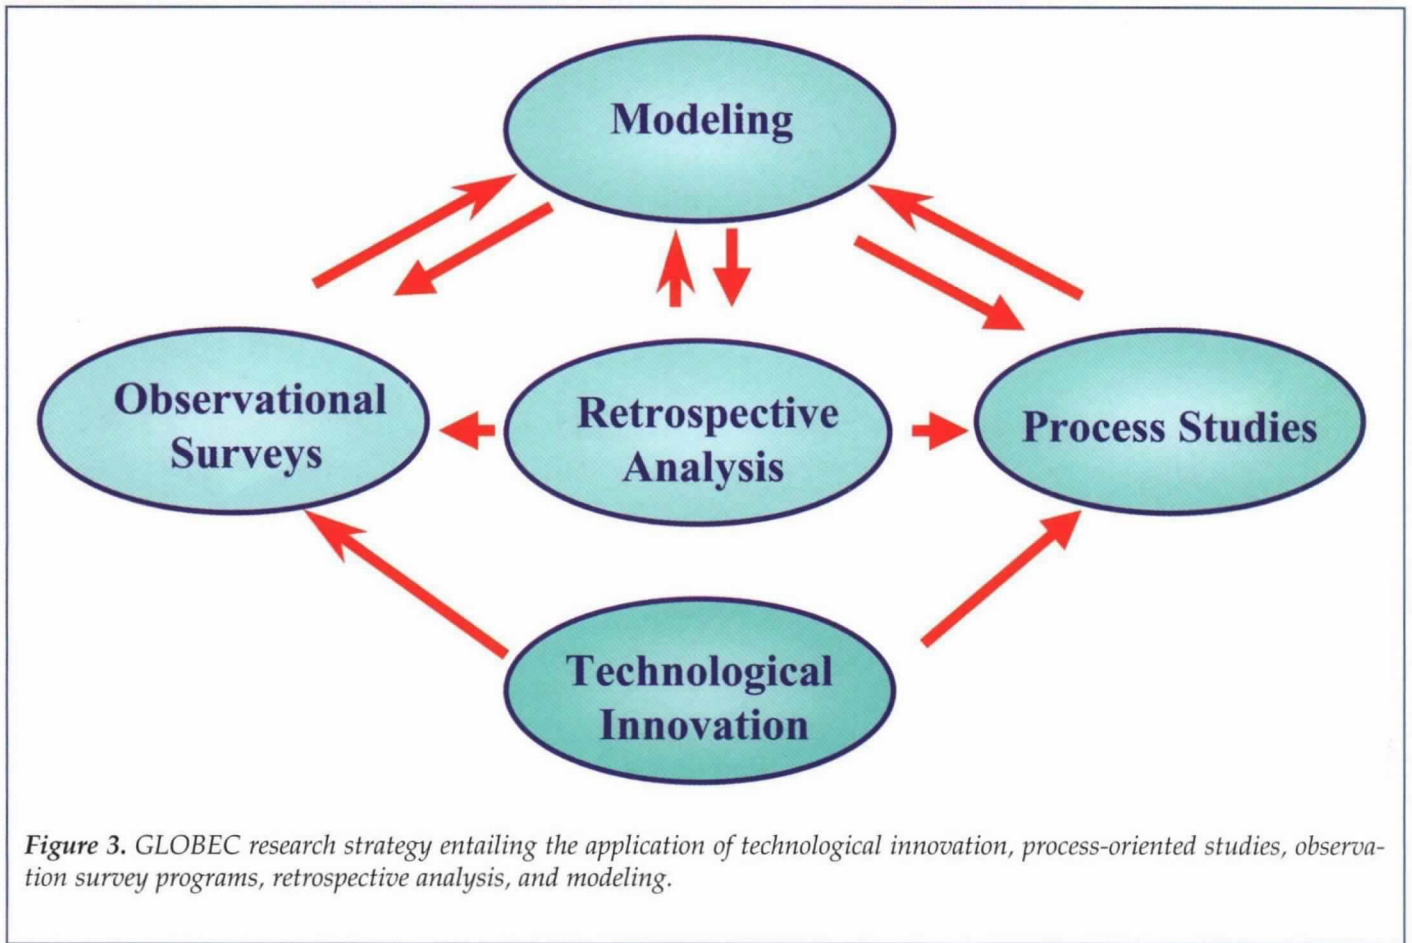 Modeling
Observational
Surveys
Retrospective
Analysis
Process Studies
Technological
Innovation
Figure 3. GLOBEC research strategy entailing the application of technological innovation, process-oriented studies, observa-
tion survey programs, retrospective analysis, and modeling.